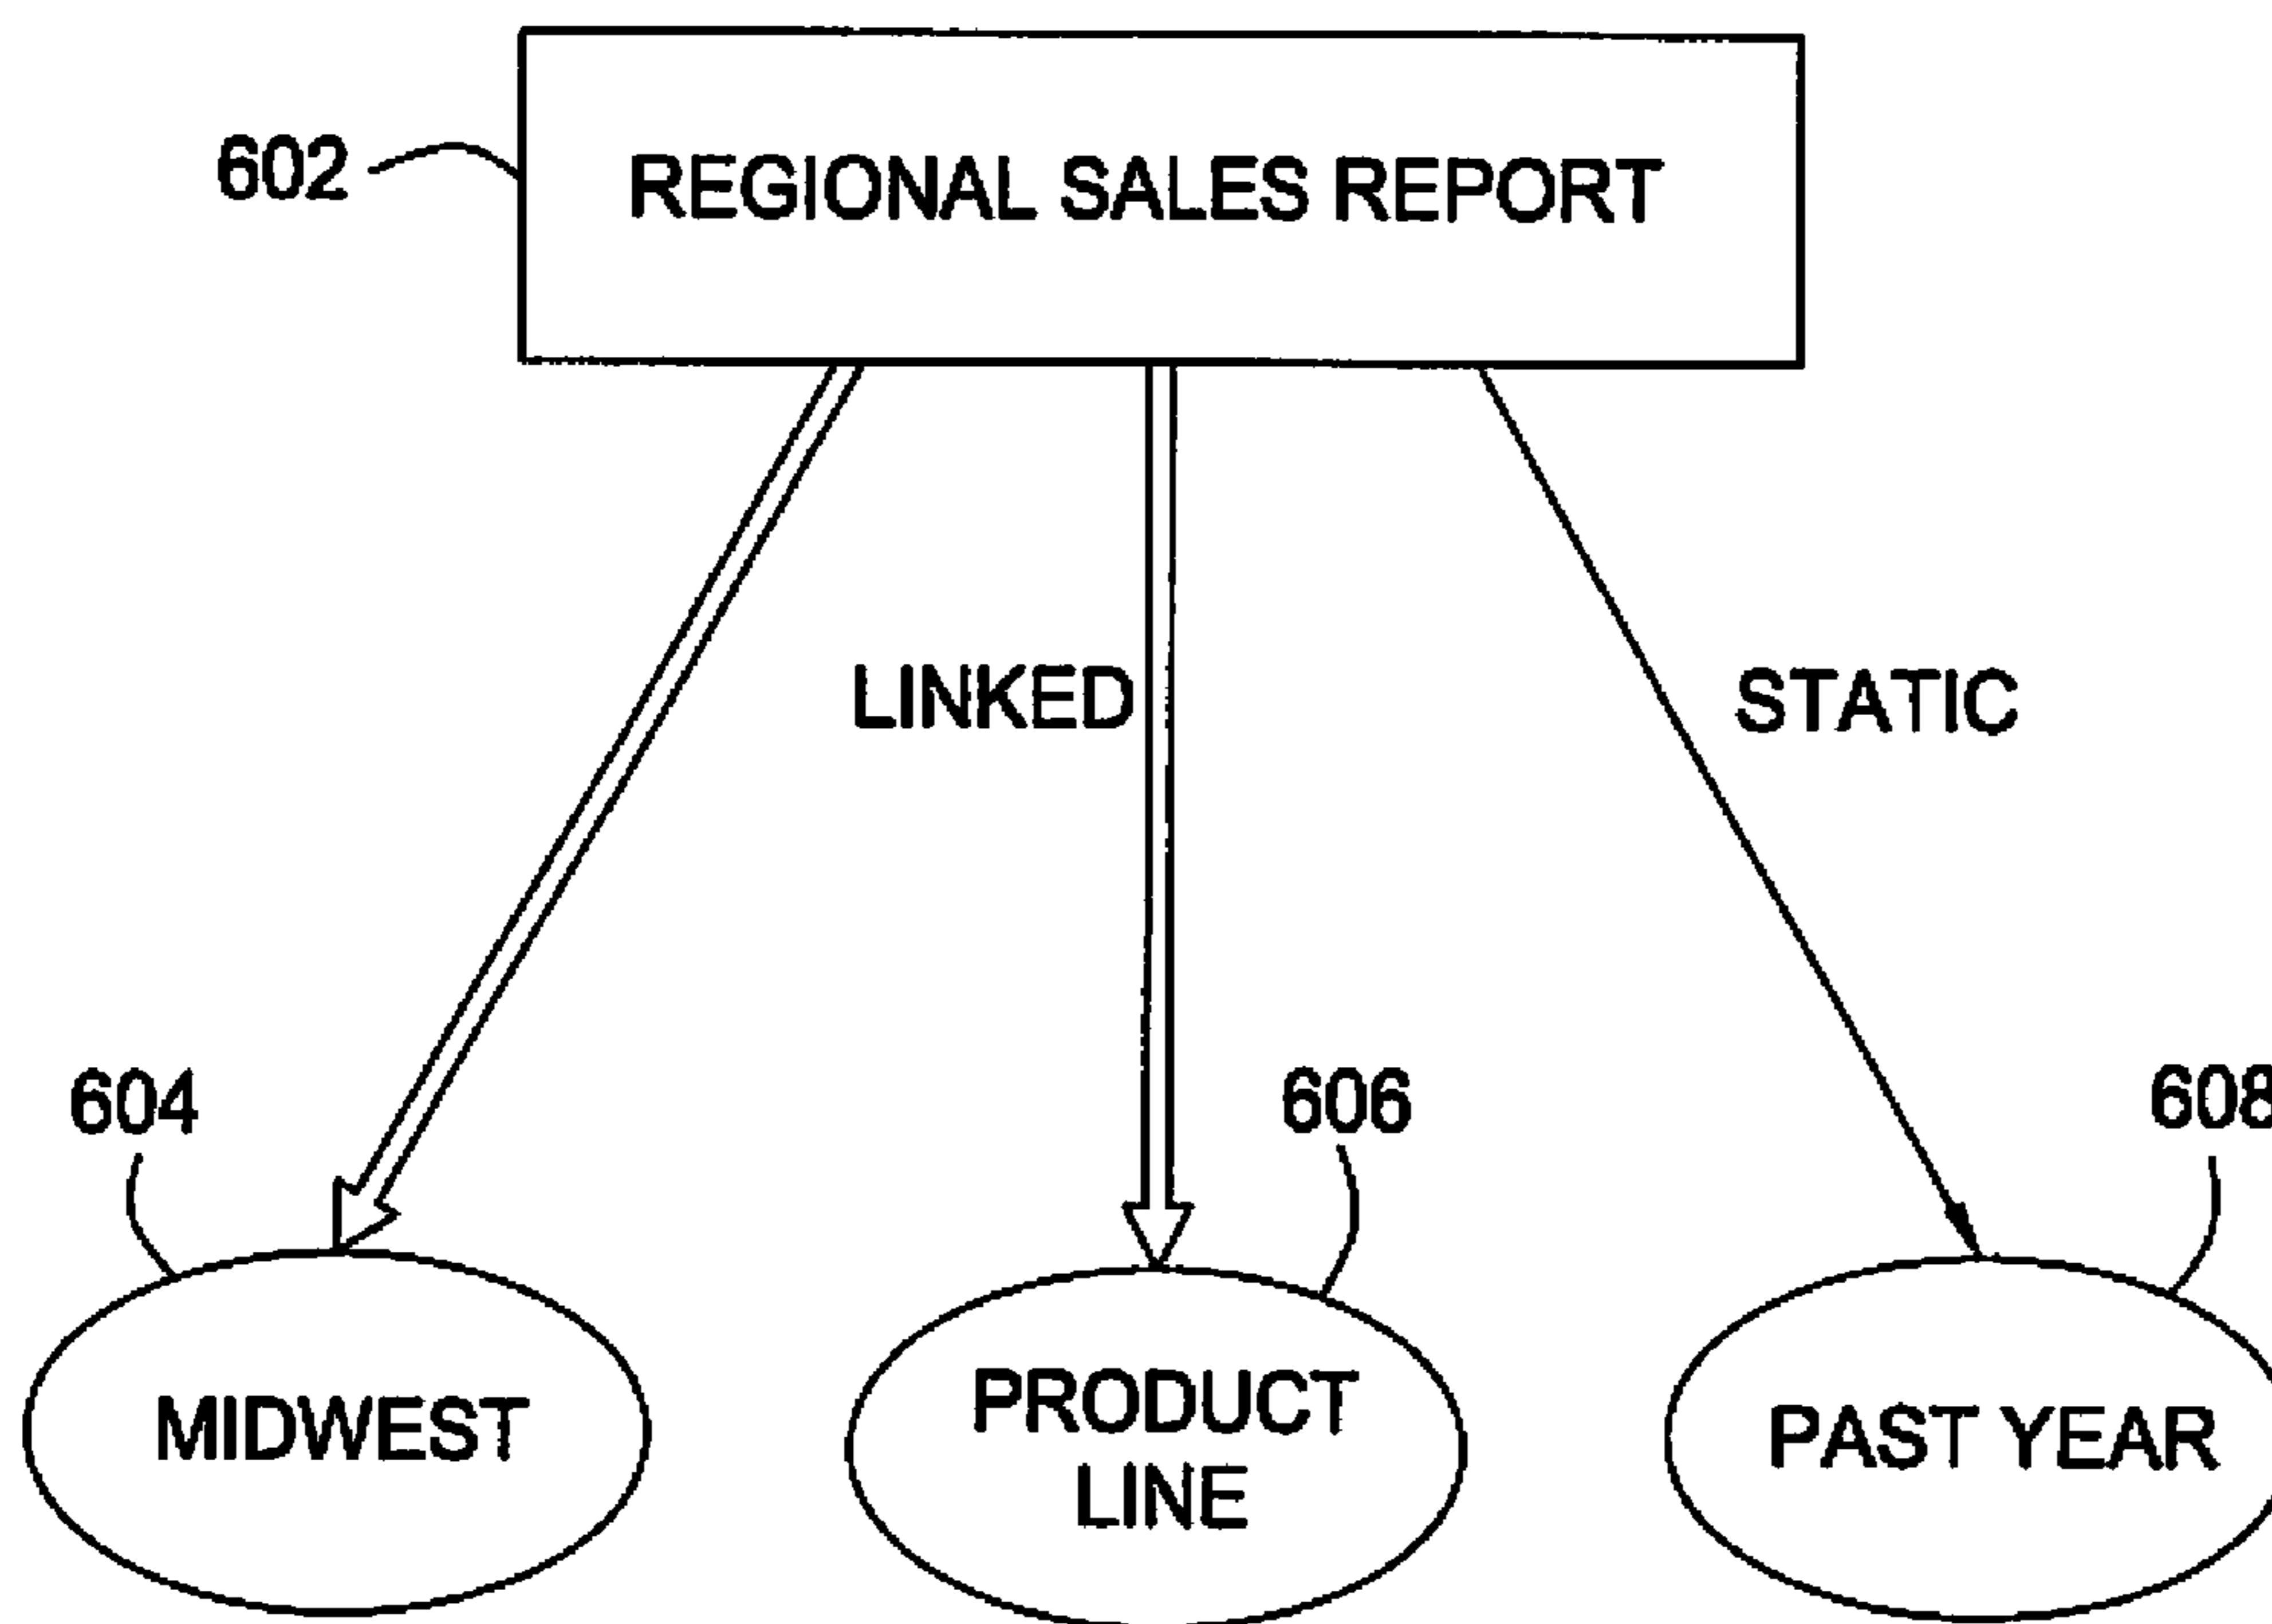 602
REGIONAL SALES REPORT
LINKED
STATIC
604
606
608
MIDWEST
PRODUCT
LINE
PAST YEAR